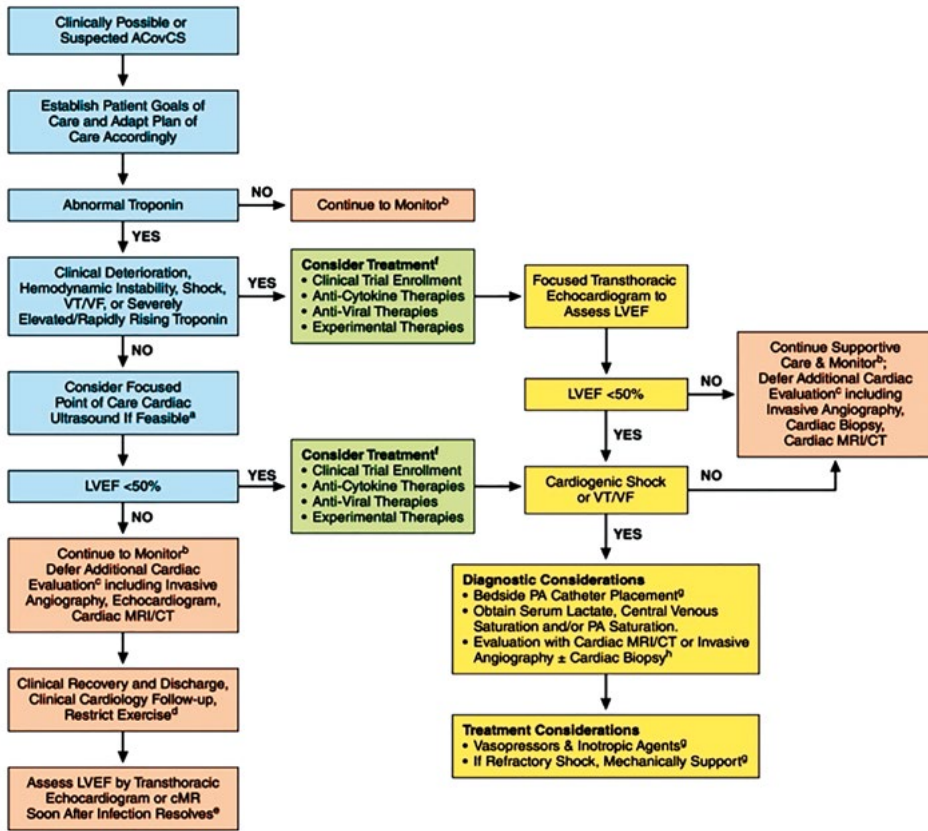 Clinically Possible or
Suspected ACovCS
Establish Patient Goals of
Care and Adapt Plan of
Care Accordingly
Abnormal Troponin
NO
Continue to Monitorᵇ
YES
Clinical Deterioration,
Hemodynamic Instability, Shock,
VT/VF, or Severely
Elevated/Rapidly Rising Troponin
YES
Consider Treatmentᶠ
• Clinical Trial Enrollment
• Anti-Cytokine Therapies
• Anti-Viral Therapies
• Experimental Therapies
Focused Transthoracic
Echocardiogram to
Assess LVEF
NO
Consider Focused
Point of Care Cardiac
Ultrasound If Feasibleᵃ
LVEF <50%
NO
Continue Supportive
Care & Monitorᵇ;
Defer Additional Cardiac
Evaluationᶜ including
Invasive Angiography,
Cardiac Biopsy,
Cardiac MRI/CT
YES
LVEF <50%
YES
Consider Treatmentᶠ
• Clinical Trial Enrollment
• Anti-Cytokine Therapies
• Anti-Viral Therapies
• Experimental Therapies
Cardiogenic Shock
or VT/VF
NO
NO
YES
Continue to Monitorᵇ
Defer Additional Cardiac
Evaluationᶜ including Invasive
Angiography, Echocardiogram,
Cardiac MRI/CT
Diagnostic Considerations
• Bedside PA Catheter Placementᵍ
• Obtain Serum Lactate, Central Venous
Saturation and/or PA Saturation.
• Evaluation with Cardiac MRI/CT or Invasive
Angiography ± Cardiac Biopsyʰ
Clinical Recovery and Discharge,
Clinical Cardiology Follow-up,
Restrict Exerciseᵈ
Treatment Considerations
• Vasopressors & Inotropic Agentsᵍ
• If Refractory Shock, Mechanically Supportᵍ
Assess LVEF by Transthoracic
Echocardiogram or cMR
Soon After Infection Resolvesᵉ